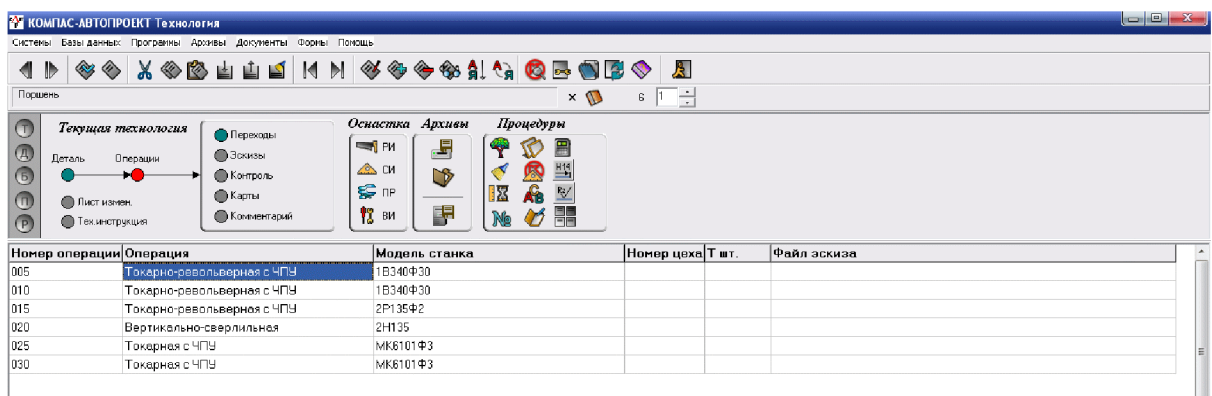 КОМПАС-АВТОПРОЕКТ Технология
Системы Базы данных Программы Архивы Документы Формы Помощь
Поршень 6 1
Текущая технология
Деталь Операции
Лист измен.
Тех.инструкция
Переходы
Эскизы
Контроль
Карты
Комментарий
Оснастка Архивы Процедуры
РИ
СИ
ПР
ВИ
Т
Д
Б
П
Р
Номер операции Операция Модель станка Номер цеха Т шт. Файл эскиза
005 Токарно-револьверная с ЧПУ 1В340Ф30
010 Токарно-револьверная с ЧПУ 1В340Ф30
015 Токарно-револьверная с ЧПУ 2Р135Ф2
020 Вертикально-сверлильная 2Н135
025 Токарная с ЧПУ МК6101Ф3
030 Токарная с ЧПУ МК6101Ф3